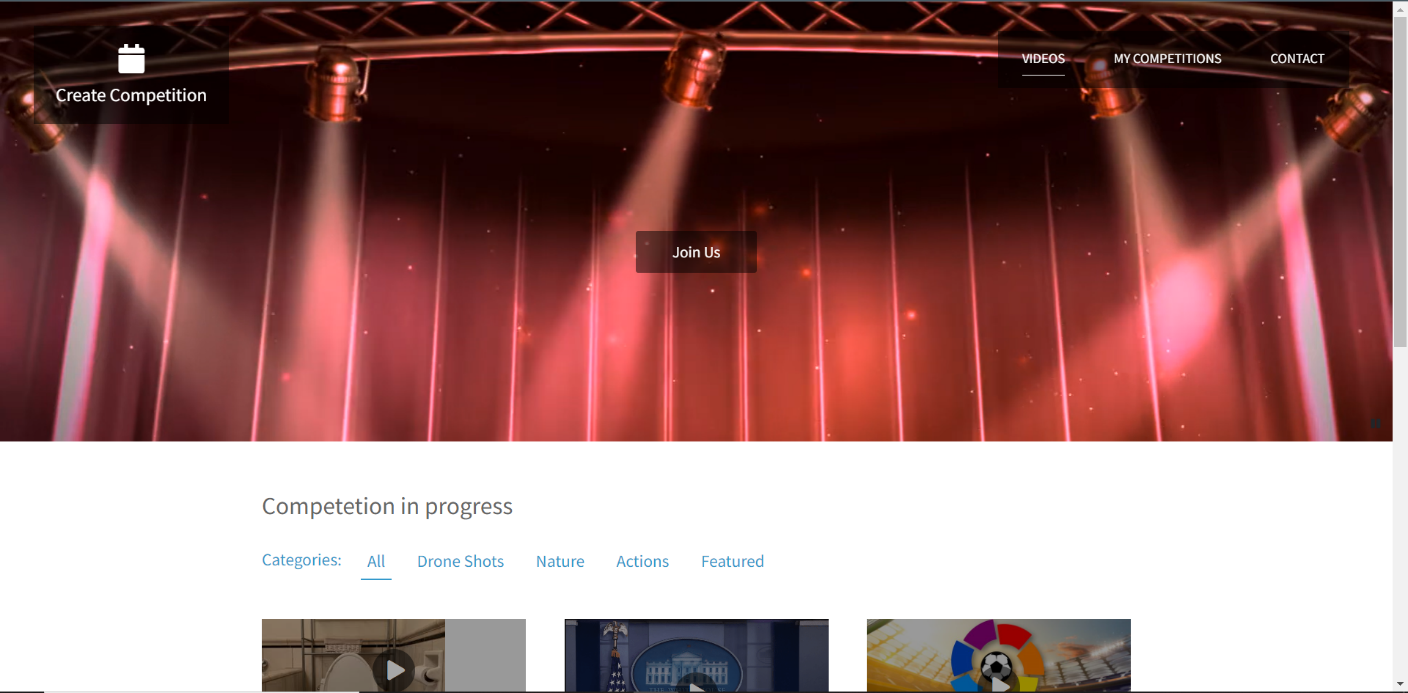 Create Competition
VIDEOS MY COMPETITIONS CONTACT
Join Us
Competetion in progress
Categories: All Drone Shots Nature Actions Featured